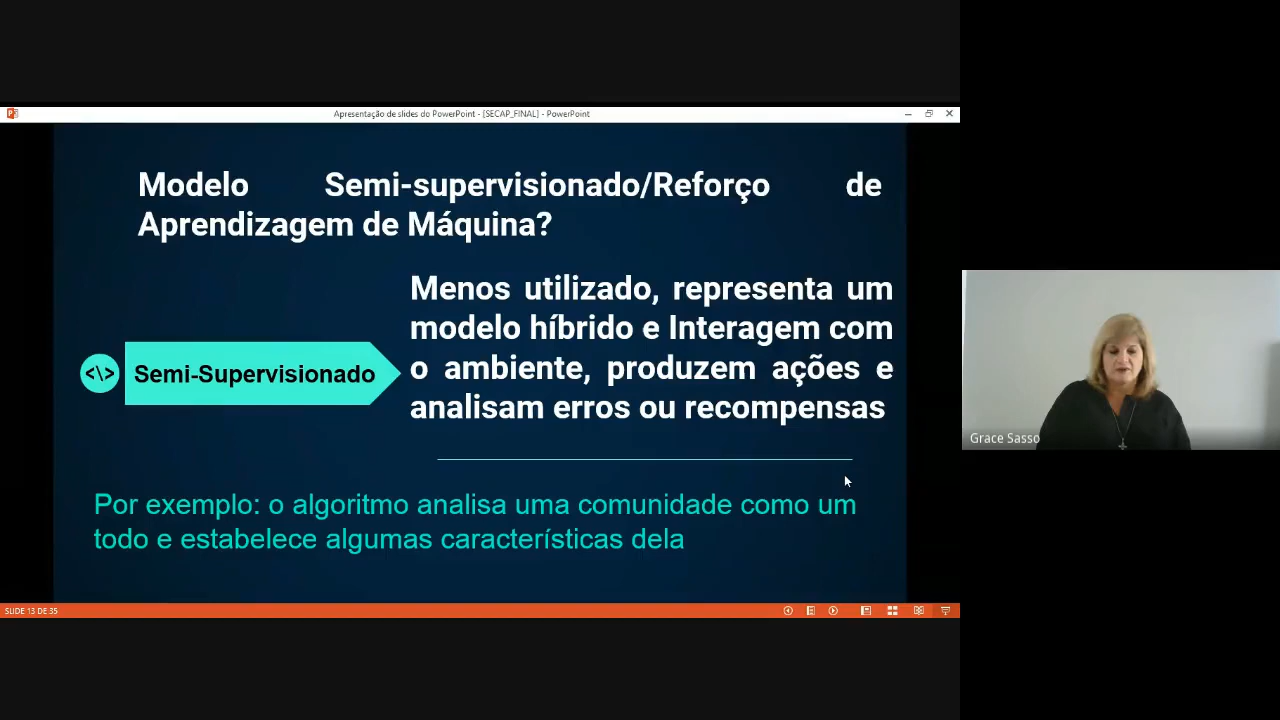 Apresentação de slides do PowerPoint - [SECAP_FINAL] - PowerPoint
Modelo Semi-supervisionado/Reforço de
Aprendizagem de Máquina?
Menos utilizado, representa um
modelo híbrido e Interagem com
o ambiente, produzem ações e
analisam erros ou recompensas
<\> Semi-Supervisionado
Por exemplo: o algoritmo analisa uma comunidade como um
todo e estabelece algumas características dela
SLIDE 13 DE 35
Grace Sasso